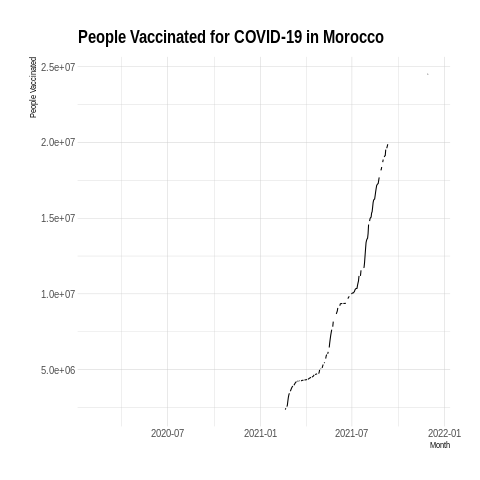 People Vaccinated for COVID-19 in Morocco
People Vaccinated
2.5e+07
2.0e+07
1.5e+07
1.0e+07
5.0e+06
2020-07 2021-01 2021-07 2022-01
Month